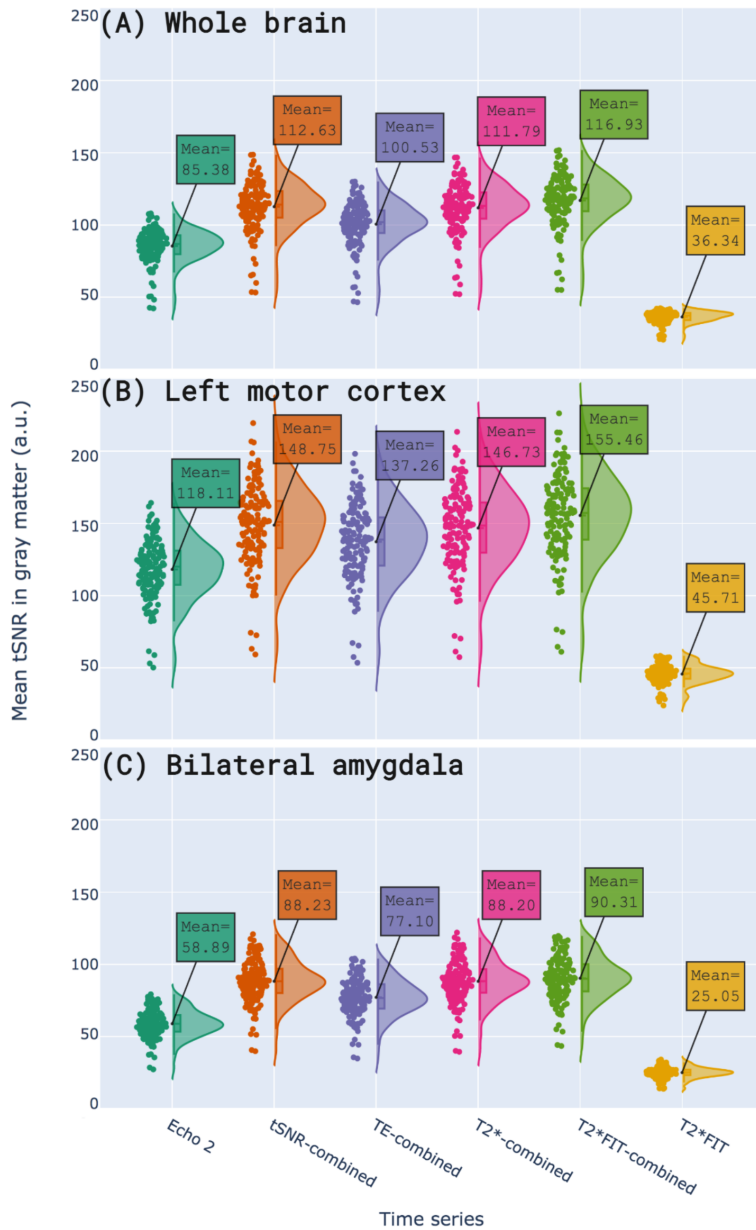 (A) Whole brain
250
200
150
100
50
0
Mean=
85.38
Mean=
112.63
Mean=
100.53
Mean=
111.79
Mean=
116.93
Mean=
36.34
(B) Left motor cortex
250
200
150
100
50
0
Mean=
118.11
Mean=
148.75
Mean=
137.26
Mean=
146.73
Mean=
155.46
Mean=
45.71
(C) Bilateral amygdala
250
200
150
100
50
0
Mean=
58.89
Mean=
88.23
Mean=
77.10
Mean=
88.20
Mean=
90.31
Mean=
25.05
Mean tSNR in gray matter (a.u.)
Echo 2
tSNR-combined
TE-combined
T2*-combined
T2*FIT-combined
T2*FIT
Time series